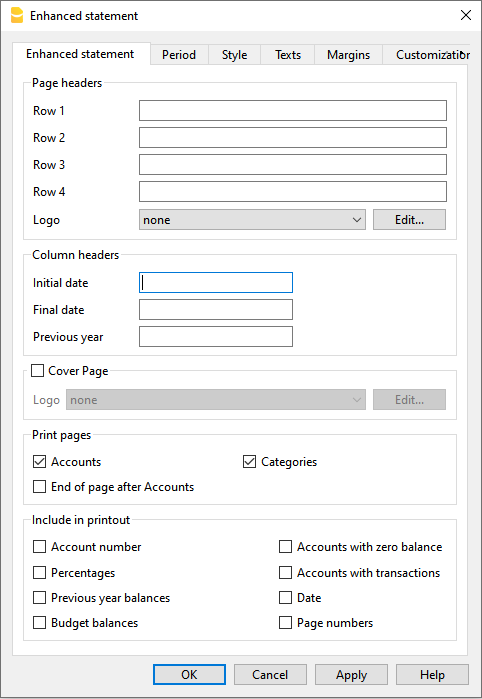 Enhanced statement
Enhanced statement Period Style Texts Margins Customization
Page headers
Row 1
Row 2
Row 3
Row 4
Logo none Edit...
Column headers
Initial date
Final date
Previous year
Cover Page
Logo none Edit...
Print pages
Accounts Categories
End of page after Accounts
Include in printout
Account number Accounts with zero balance
Percentages Accounts with transactions
Previous year balances Date
Budget balances Page numbers
OK Cancel Apply Help